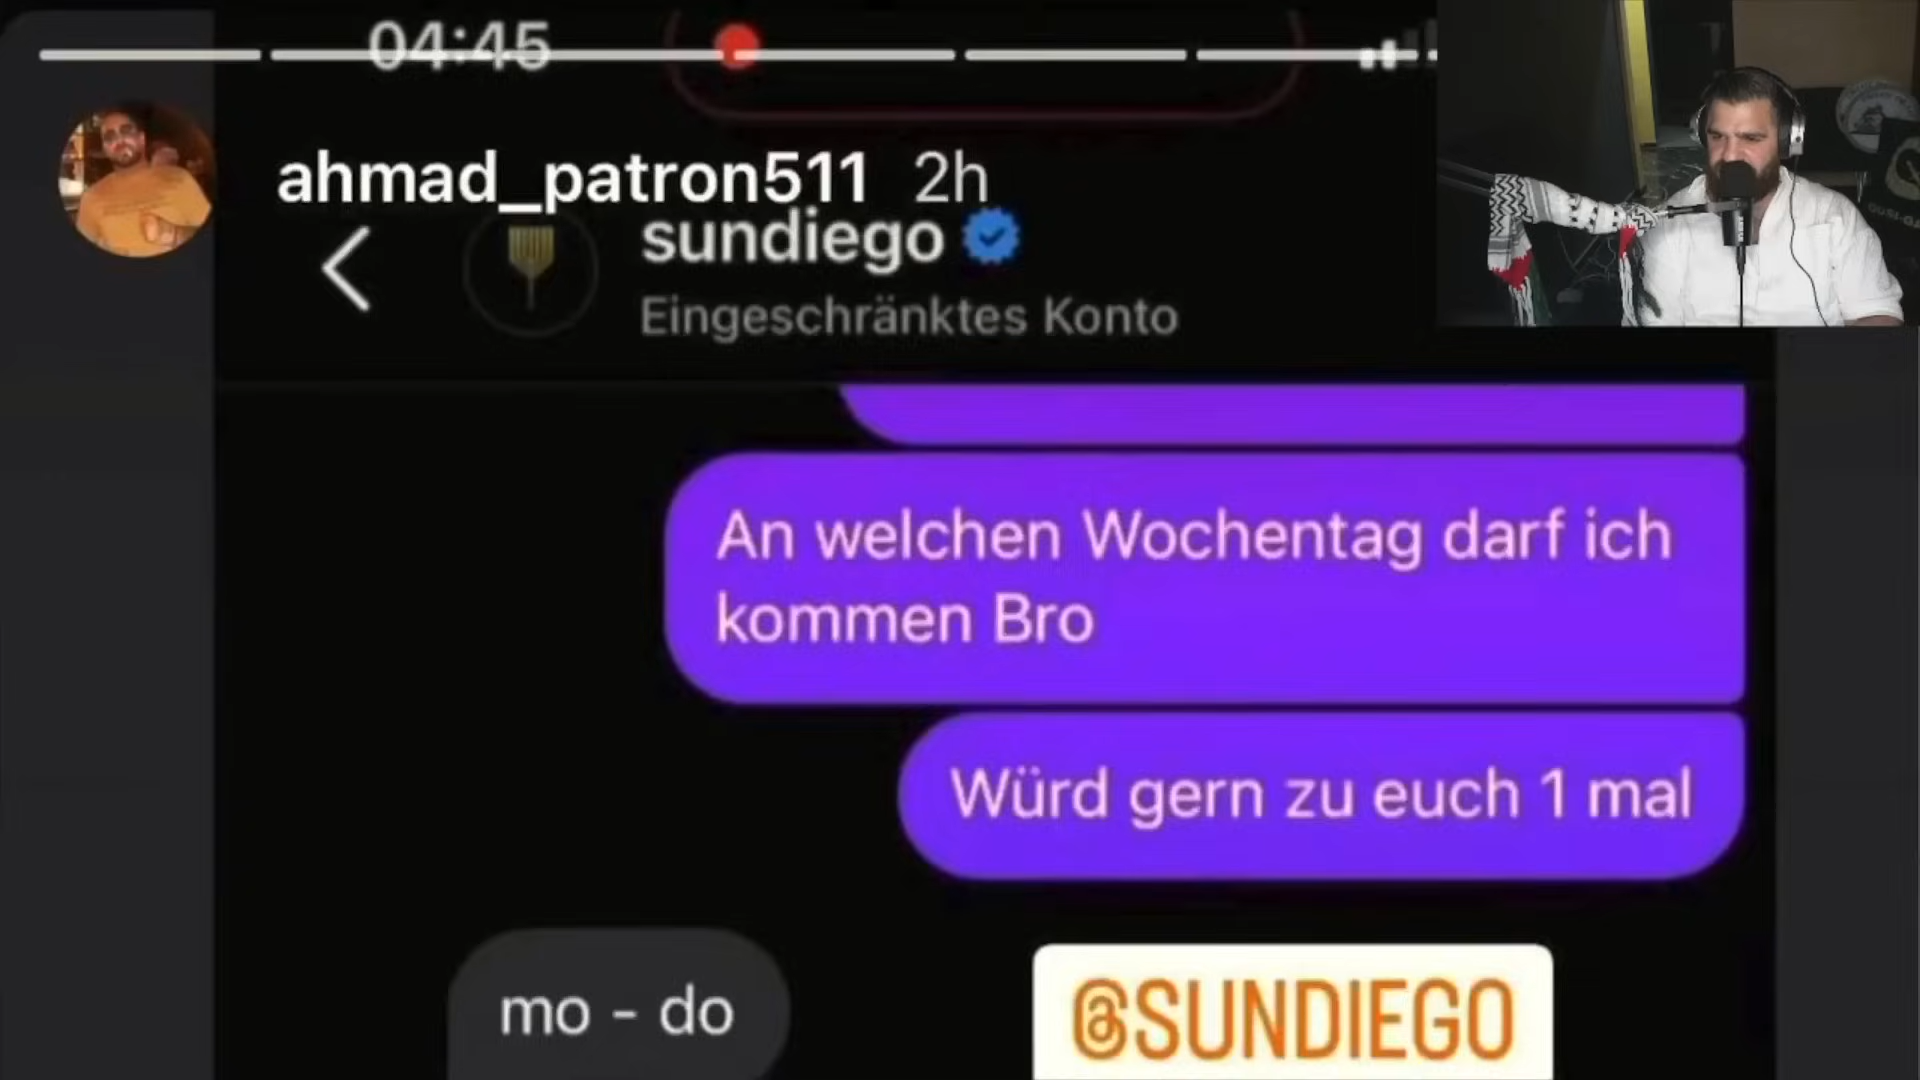 04:45
ahmad_patron511 2h
sundiego
Eingeschränktes Konto
An welchen Wochentag darf ich
kommen Bro
Würd gern zu euch 1 mal
mo - do
@SUNDIEGO